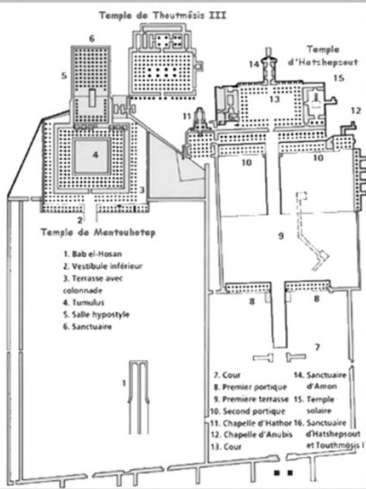 Temple de Thoutmôsis III
6
5
4
3
2
Temple
d'Hatshepsout
14
15
13
12
11
10
10
9
8
8
7
Temple de Mentouhotep
1. Bab el-Hosan
2. Vestibule inférieur
3. Terrasse avec
colonnade
4. Tumulus
5. Salle hypostyle
6. Sanctuaire
1
7. Cour
8. Premier portique
9. Première terrasse
10. Second portique
11. Chapelle d'Hathor
12. Chapelle d'Anubis
13. Cour
14. Sanctuaire
d'Amon
15. Temple
solaire
16. Sanctuaire
d'Hatshepsout
et Touthmôsis I